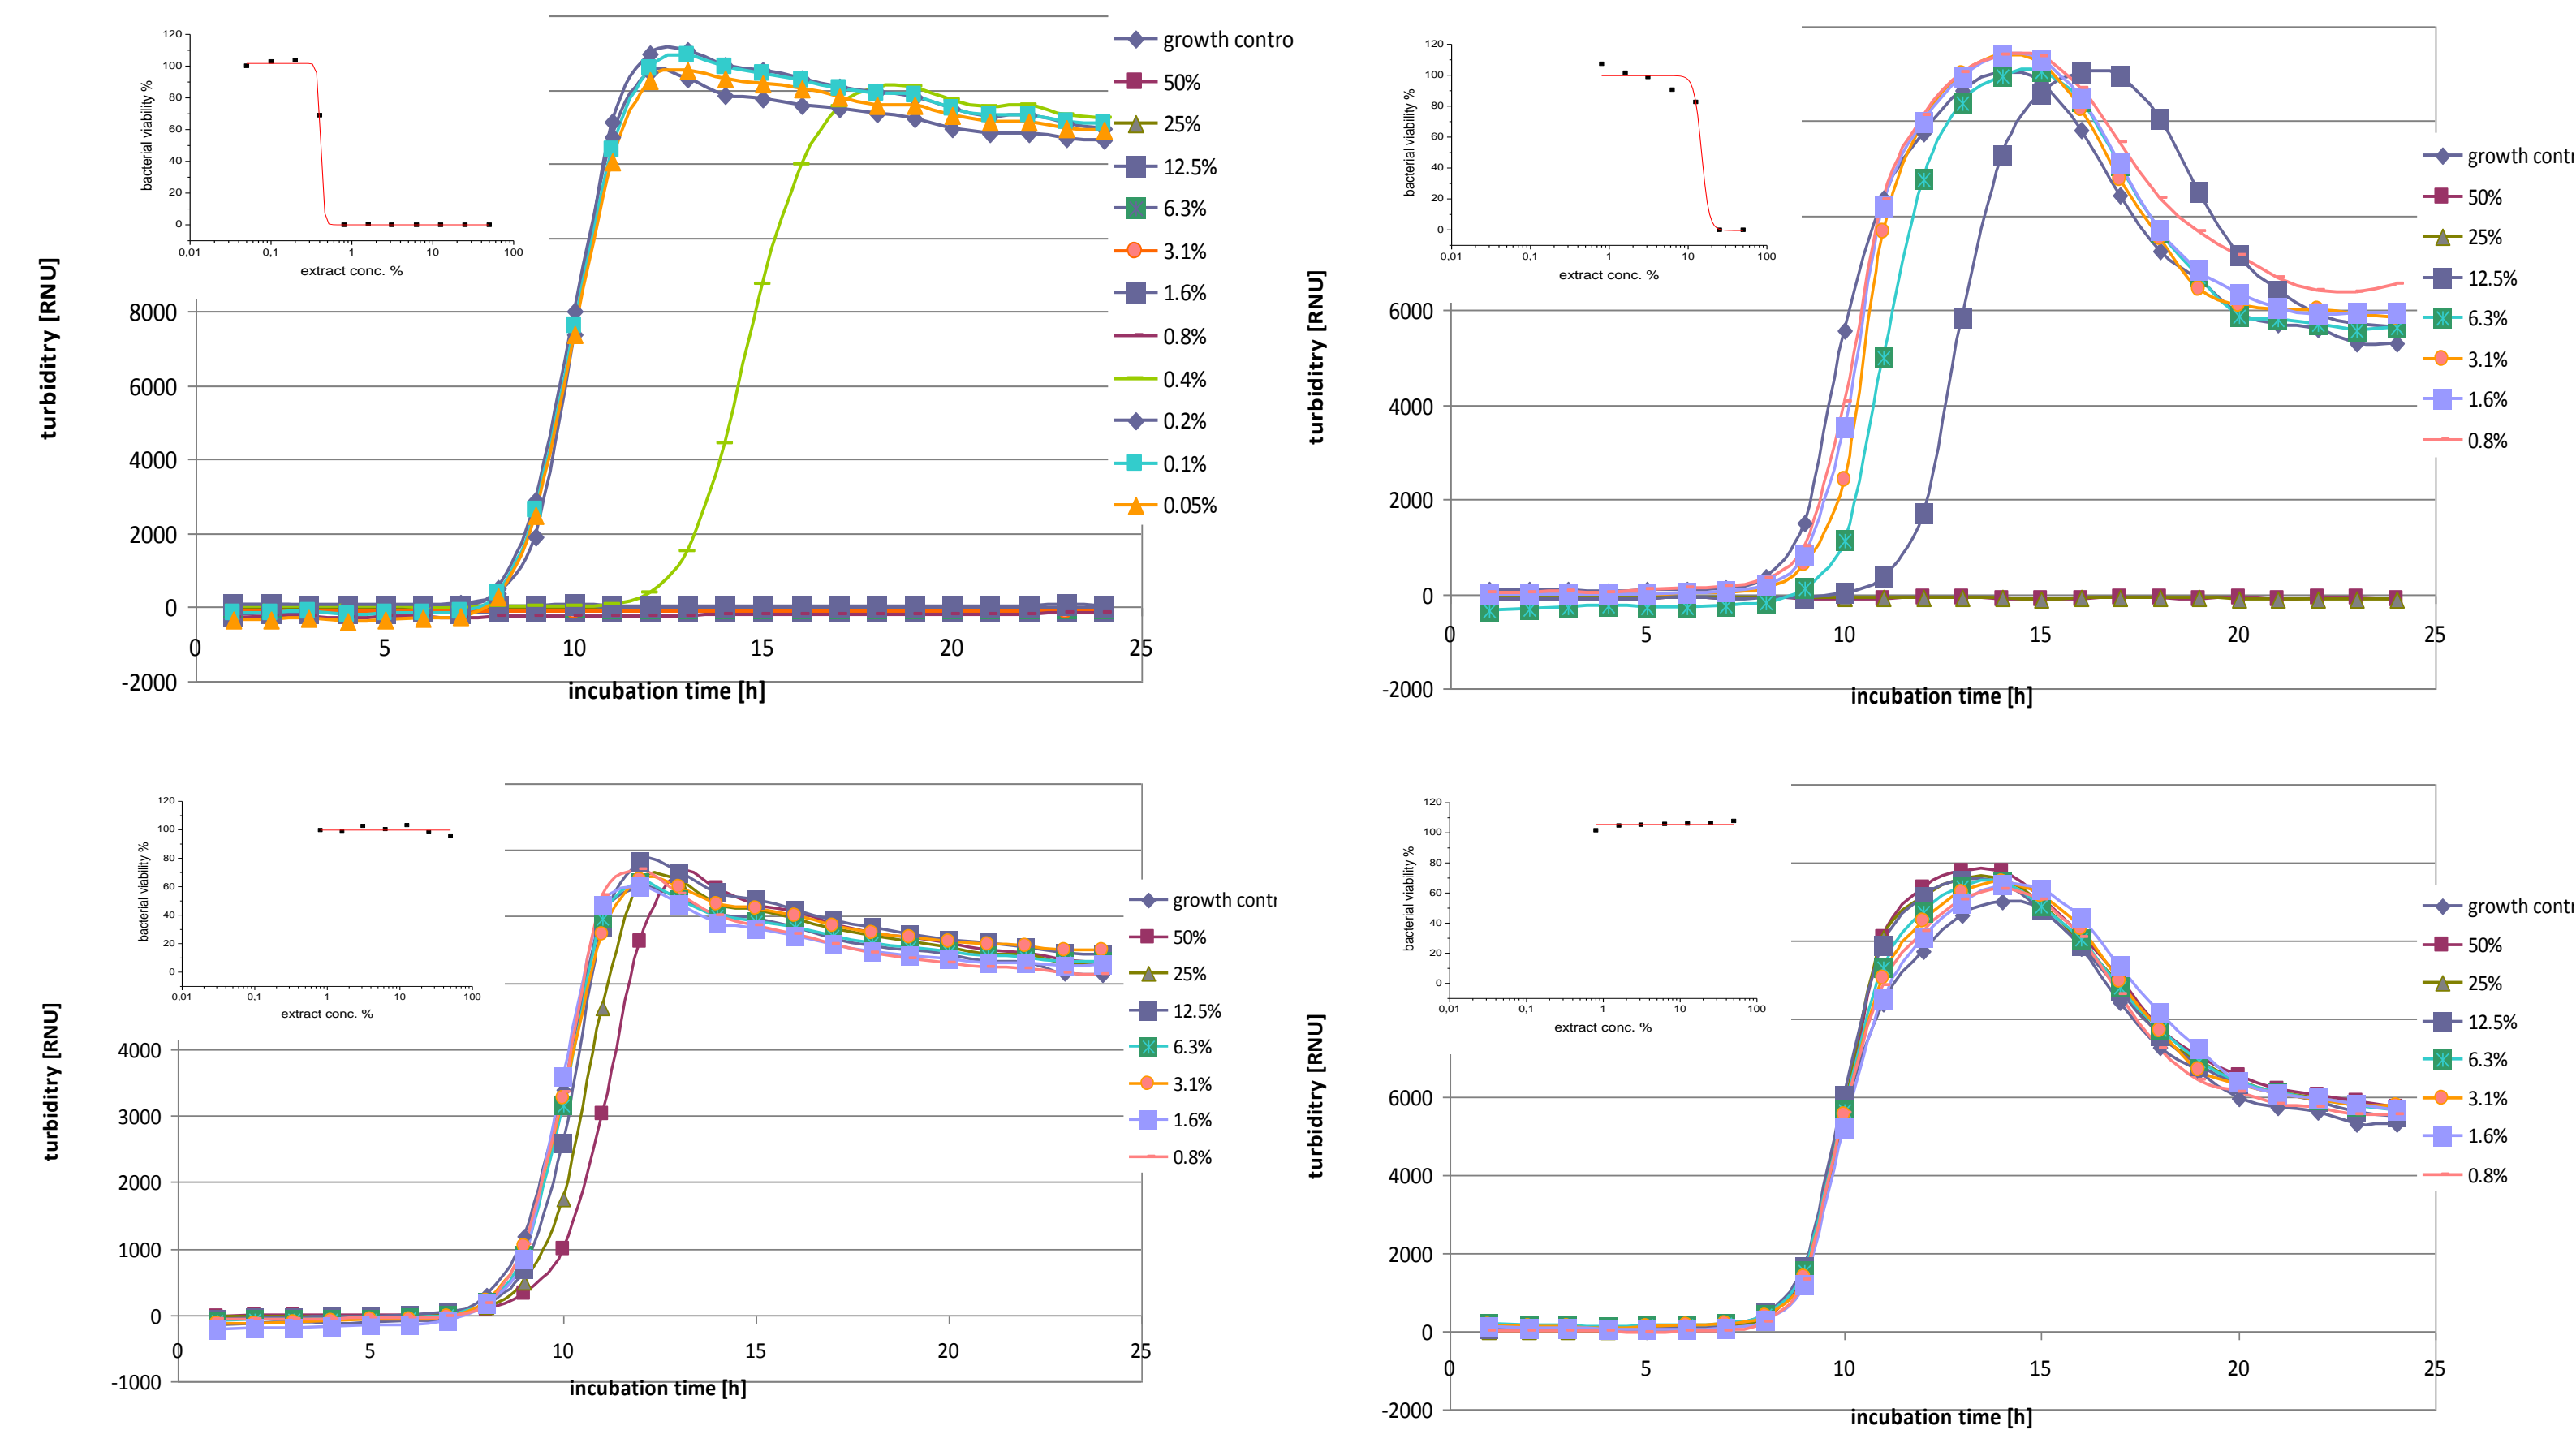 120
100
80
60
40
20
0
bacterial viability %
0,01 0,1 1 10 100
extract conc. %
8000
6000
4000
2000
0
-2000
turbiditry [RNU]
0 5 10 15 20 25
incubation time [h]
growth contro
50%
25%
12.5%
6.3%
3.1%
1.6%
0.8%
0.4%
0.2%
0.1%
0.05%
120
100
80
60
40
20
0
bacterial viability %
0,01 0,1 1 10 100
extract conc. %
6000
4000
2000
0
-2000
turbiditry [RNU]
0 5 10 15 20 25
incubation time [h]
growth contr
50%
25%
12.5%
6.3%
3.1%
1.6%
0.8%
120
100
80
60
40
20
0
bacterial viability %
0,01 0,1 1 10 100
extract conc. %
4000
3000
2000
1000
0
-1000
turbiditry [RNU]
0 5 10 15 20 25
incubation time [h]
growth contr
50%
25%
12.5%
6.3%
3.1%
1.6%
0.8%
120
100
80
60
40
20
0
bacterial viability %
0,01 0,1 1 10 100
extract conc. %
6000
4000
2000
0
-2000
turbiditry [RNU]
0 5 10 15 20 25
incubation time [h]
growth contr
50%
25%
12.5%
6.3%
3.1%
1.6%
0.8%